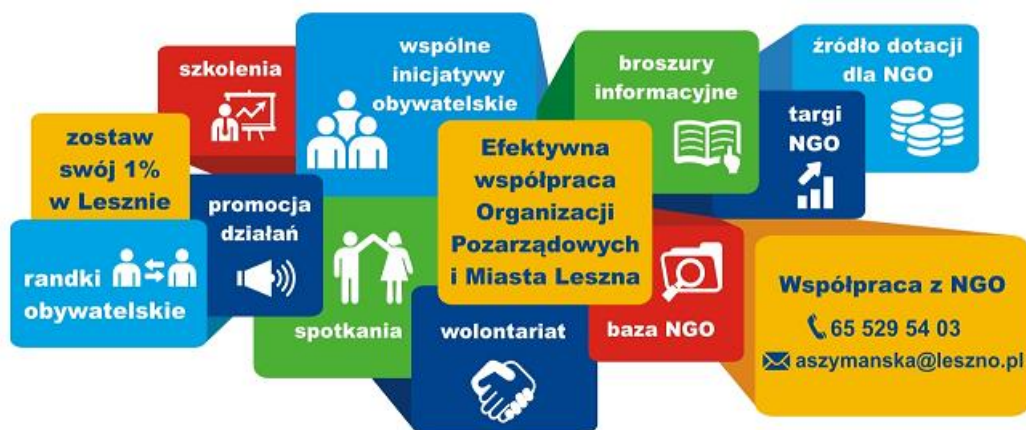 szkolenia
wspólne
inicjatywy
obywatelskie
broszury
informacyjne
źródło dotacji
dla NGO
targi
NGO
zostaw
swój 1%
w Lesznie
promocja
działań
Efektywna
współpraca
Organizacji
Pozarządowych
i Miasta Leszna
randki
obywatelskie
spotkania
wolontariat
baza NGO
Współpraca z NGO
65 529 54 03
aszymanska@leszno.pl